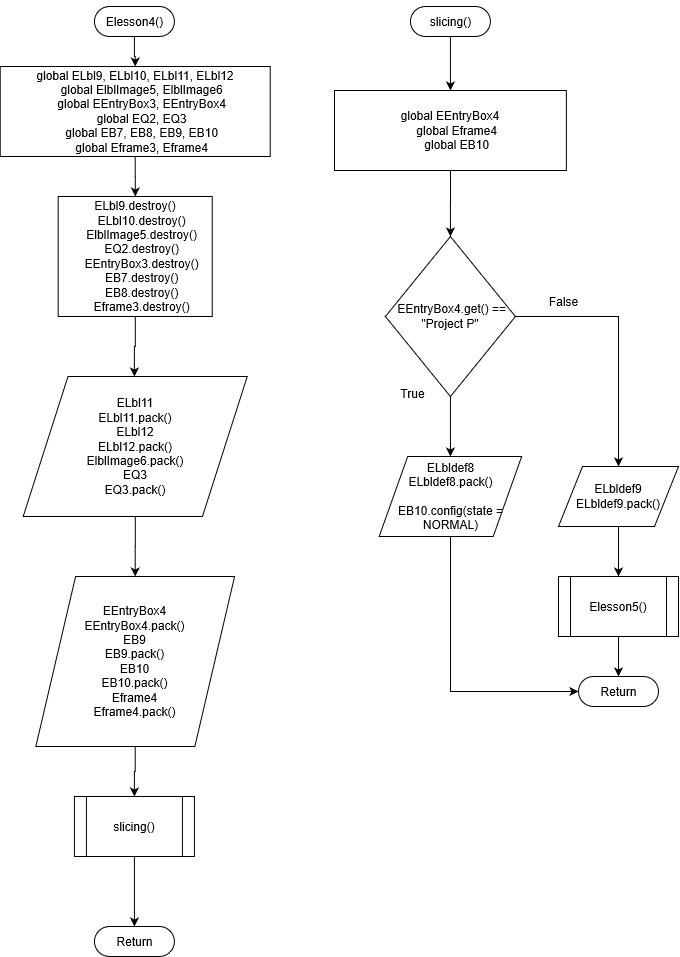 Elesson4()
global ELbl9, ELbl10, ELbl11, ELbl12
global ElblImage5, ElblImage6
global EEntryBox3, EEntryBox4
global EQ2, EQ3
global EB7, EB8, EB9, EB10
global Eframe3, Eframe4
ELbl9.destroy()
ELbl10.destroy()
ElblImage5.destroy()
EQ2.destroy()
EEntryBox3.destroy()
EB7.destroy()
EB8.destroy()
Eframe3.destroy()
ELbl11
ELbl11.pack()
ELbl12
ELbl12.pack()
ElblImage6.pack()
EQ3
EQ3.pack()
EEntryBox4
EEntryBox4.pack()
EB9
EB9.pack()
EB10
EB10.pack()
Eframe4
Eframe4.pack()
slicing()
Return
slicing()
global EEntryBox4
global Eframe4
global EB10
EEntryBox4.get() ==
"Project P"
False
True
ELbldef8
ELbldef8.pack()
EB10.config(state =
NORMAL)
ELbldef9
ELbldef9.pack()
Elesson5()
Return